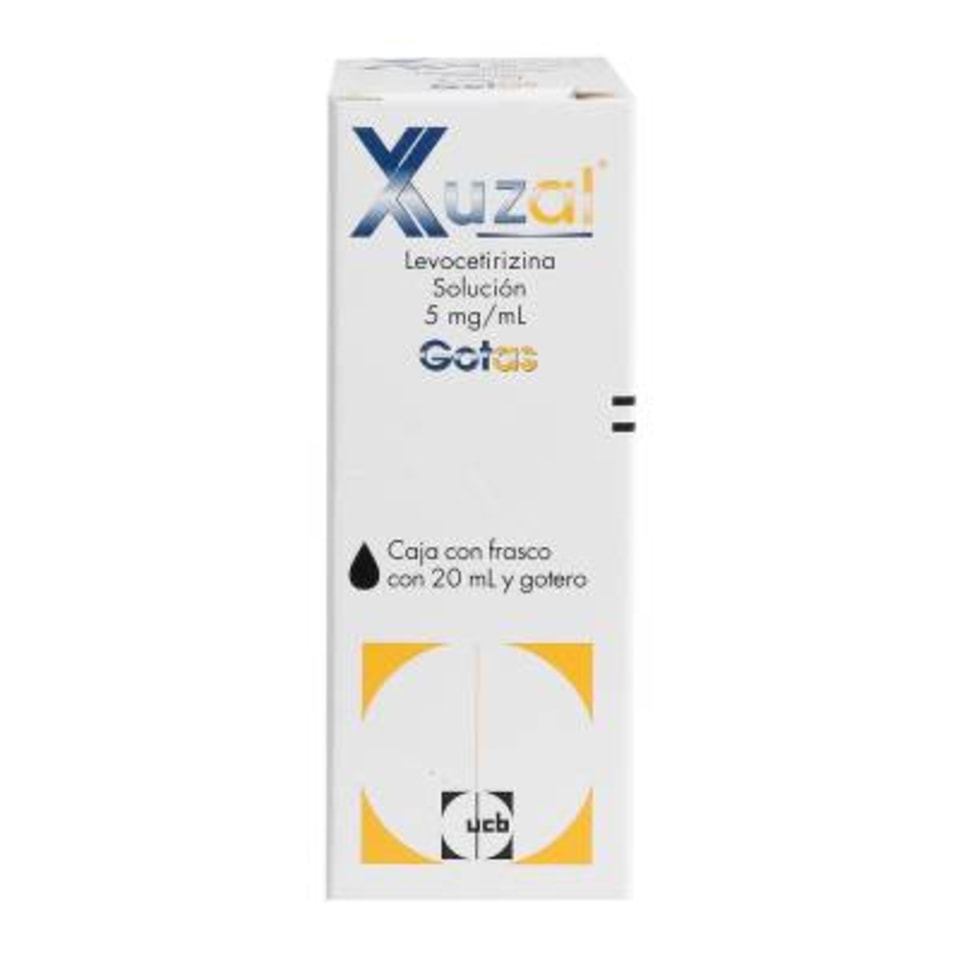 Xuzal®
Levocetirizina
Solución
5 mg/mL
Gotas
Caja con frasco
con 20 mL y gotero
ucb